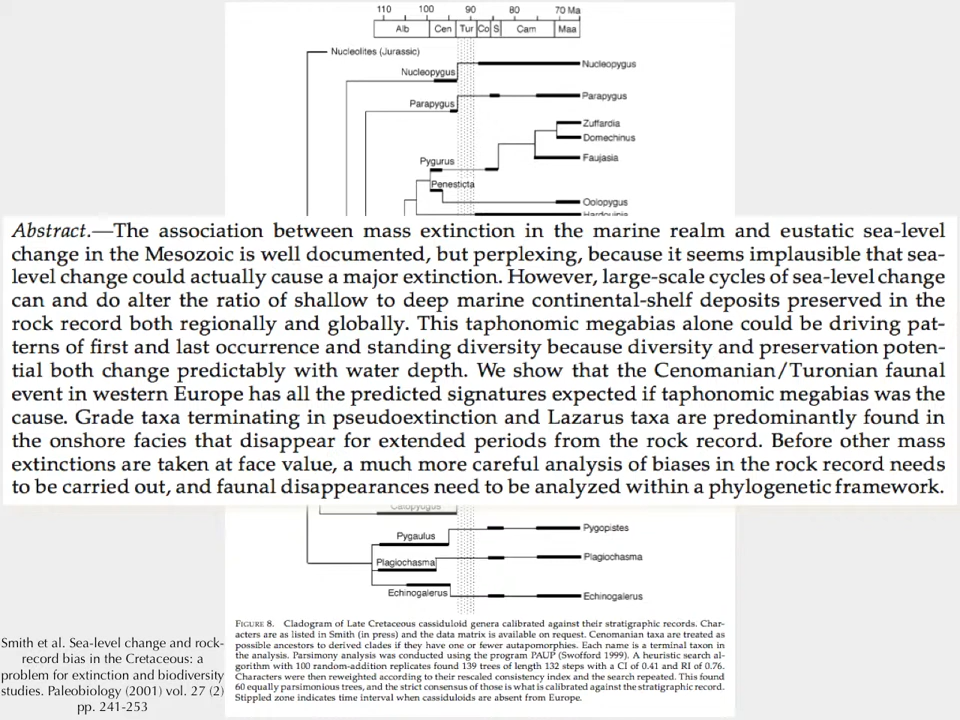 110 100 90 80 70 Ma
Alb Cen Tur Co S Cam Maa
Nucleolites (Jurassic)
Nucleopygus
Nucleopygus
Parapygus
Parapygus
Zuffardia
Domechinus
Faujasia
Pygurus
Penesticta
Oolopygus
Hardouinia
Abstract.—The association between mass extinction in the marine realm and eustatic sea-level
change in the Mesozoic is well documented, but perplexing, because it seems implausible that sea-
level change could actually cause a major extinction. However, large-scale cycles of sea-level change
can and do alter the ratio of shallow to deep marine continental-shelf deposits preserved in the
rock record both regionally and globally. This taphonomic megabias alone could be driving pat-
terns of first and last occurrence and standing diversity because diversity and preservation poten-
tial both change predictably with water depth. We show that the Cenomanian/Turonian faunal
event in western Europe has all the predicted signatures expected if taphonomic megabias was the
cause. Grade taxa terminating in pseudoextinction and Lazarus taxa are predominantly found in
the onshore facies that disappear for extended periods from the rock record. Before other mass
extinctions are taken at face value, a much more careful analysis of biases in the rock record needs
to be carried out, and faunal disappearances need to be analyzed within a phylogenetic framework.
Catopygus
Pygaulus
Pygopistes
Plagiochasma
Plagiochasma
Echinogalerus
Echinogalerus
FIGURE 8. Cladogram of Late Cretaceous cassiduloid genera calibrated against their stratigraphic records. Char-
acters are as listed in Smith (in press) and the data matrix is available on request. Cenomanian taxa are treated as
possible ancestors to derived clades if they have one or fewer autapomorphies. Each name is a terminal taxon in
the analysis. Parsimony analysis was conducted using the program PAUP (Swofford 1999). A heuristic search al-
gorithm with 100 random-addition replicates found 139 trees of length 132 steps with a CI of 0.41 and RI of 0.76.
Characters were then reweighted according to their rescaled consistency index and the search repeated. This found
60 equally parsimonious trees, and the strict consensus of those is what is calibrated against the stratigraphic record.
Stippled zone indicates time interval when cassiduloids are absent from Europe.
Smith et al. Sea-level change and rock-
record bias in the Cretaceous: a
problem for extinction and biodiversity
studies. Paleobiology (2001) vol. 27 (2)
pp. 241-253